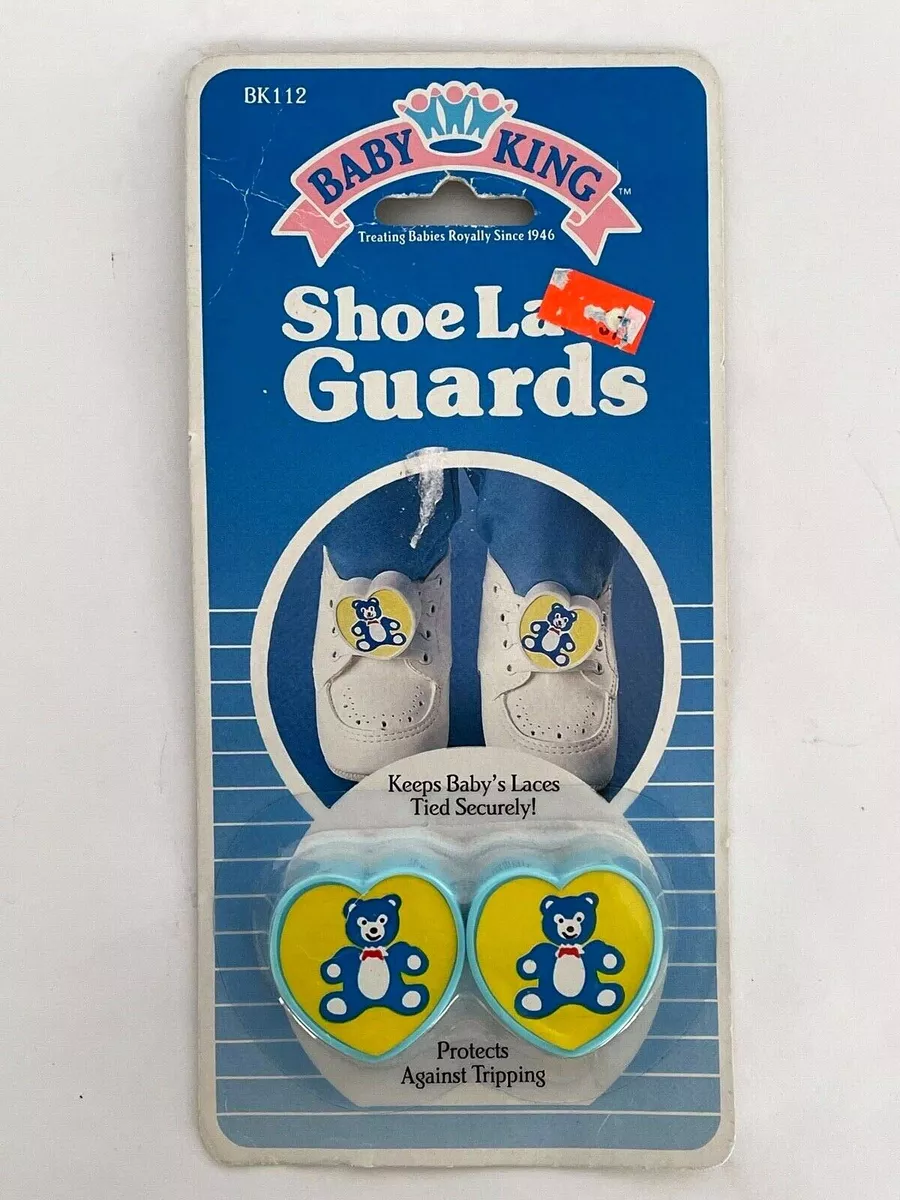 BK112
BABY KING ™
Treating Babies Royally Since 1946
Shoe La
Guards
Keeps Baby's Laces
Tied Securely!
Protects
Against Tripping